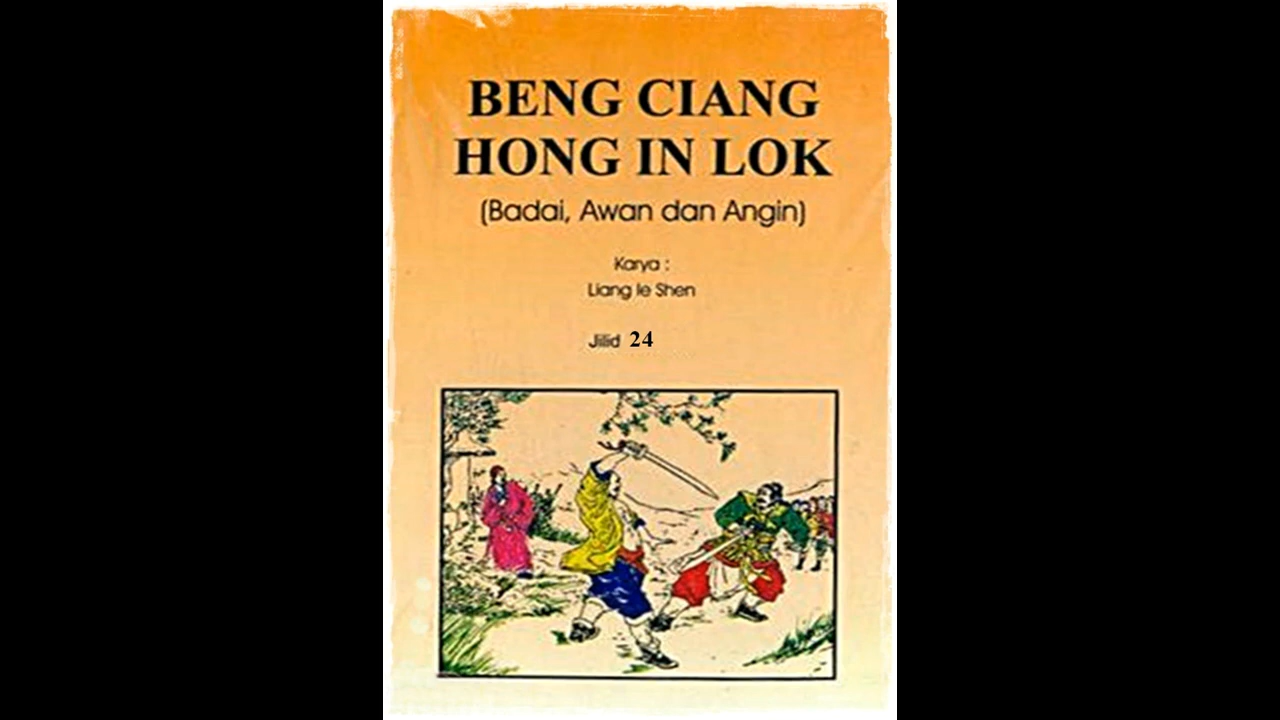 BENG CIANG
HONG IN LOK
(Badai, Awan dan Angin)
Karya :
Liang Ie Shen
Jilid 24